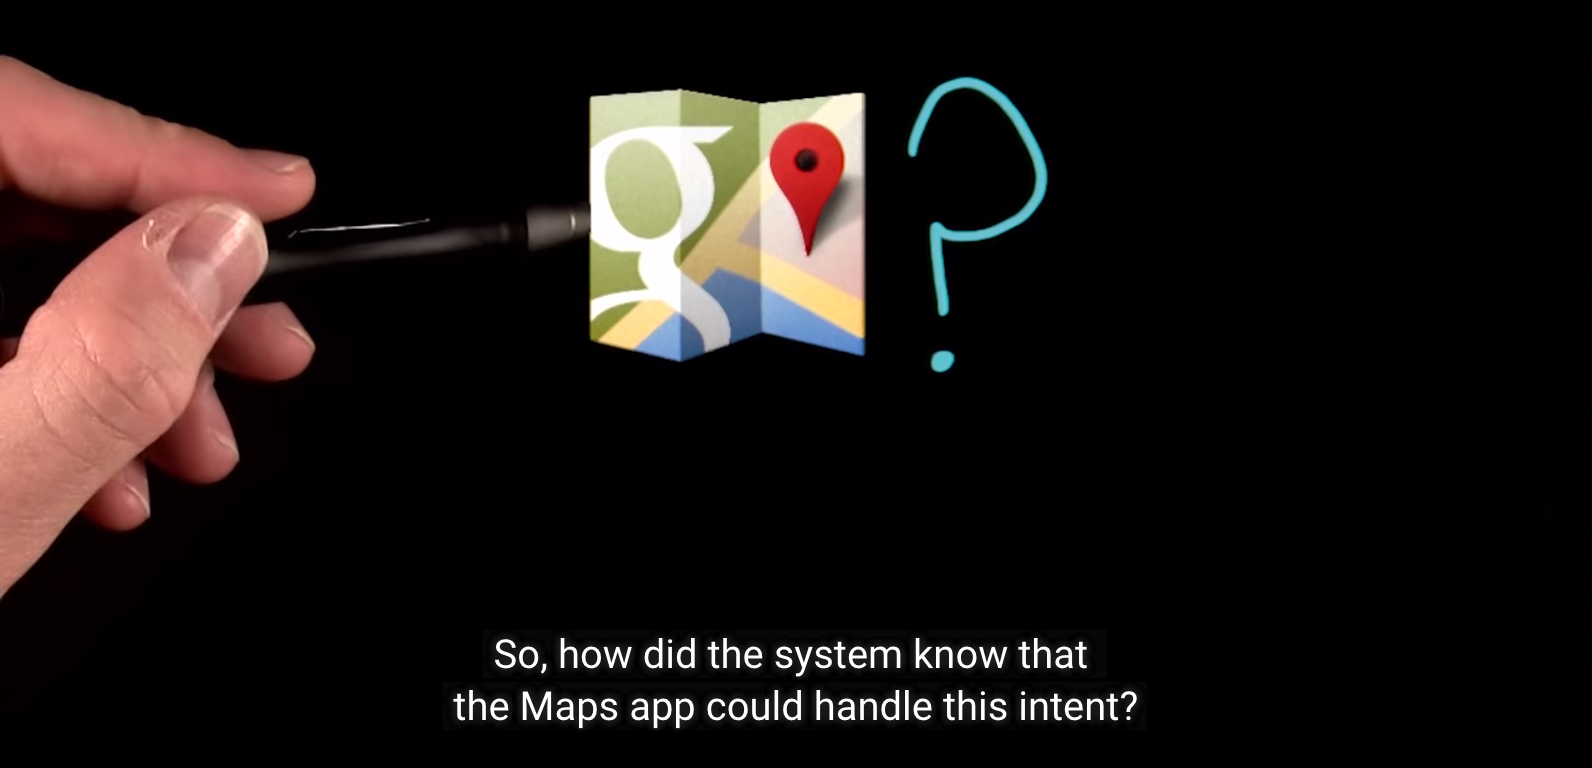 g
?
So, how did the system know that
the Maps app could handle this intent?